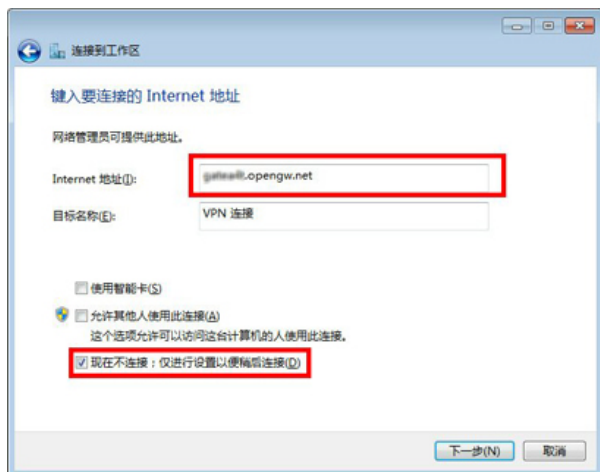 连接到工作区
键入要连接的 Internet 地址
网络管理员可提供此地址。
Internet 地址(I):
.opengw.net
目标名称(E):
VPN 连接
使用智能卡(S)
允许其他人使用此连接(A)
这个选项允许可以访问这台计算机的人使用此连接。
现在不连接；仅进行设置以便稍后连接(D)
下一步(N)
取消